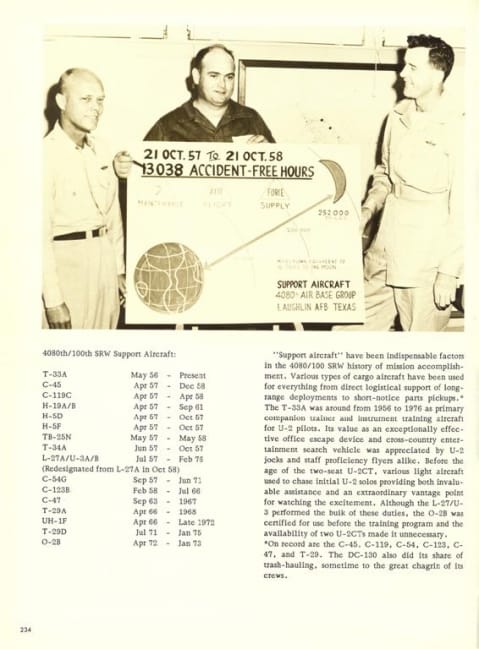 21 OCT. 57 TO 21 OCT. 58
13038 ACCIDENT-FREE HOURS
FORCE
MAINTENANCE
FLIGHT
SUPPLY
252,000
MILES
SUPPORT AIRCRAFT
4080TH AIR BASE GROUP
LAUGHLIN AFB TEXAS
4080th/100th SRW Support Aircraft:
T-33A May 56 - Present
C-45 Apr 57 - Dec 58
C-119C Apr 57 - Apr 58
H-19A/B Apr 57 - Sep 61
H-5D Apr 57 - Oct 57
H-5F Apr 57 - Oct 57
TB-25N May 57 - May 58
T-34A Jun 57 - Oct 57
L-27A/U-3A/B Jul 57 - Feb 75
(Redesignated from L-27A in Oct 58)
C-54G Sep 57 - Jun 71
C-123B Feb 58 - Jul 66
C-47 Sep 63 - 1967
T-29A Apr 66 - 1968
UH-1F Apr 66 - Late 1972
T-29D Jul 71 - Jan 75
O-2B Apr 72 - Jan 73
"Support aircraft" have been indispensable factors
in the 4080/100 SRW history of mission accomplish-
ment. Various types of cargo aircraft have been used
for everything from direct logistical support of long-
range deployments to short-notice parts pickups.*
The T-33A was around from 1956 to 1976 as primary
companion trainer and instrument training aircraft
for U-2 pilots. Its value as an exceptionally effec-
tive office escape device and cross-country enter-
tainment search vehicle was appreciated by U-2
jocks and staff proficiency flyers alike. Before the
age of the two-seat U-2CT, various light aircraft
used to chase initial U-2 solos providing both invalu-
able assistance and an extraordinary vantage point
for watching the excitement. Although the L-27/U-
3 performed the bulk of these duties, the O-2B was
certified for use before the training program and the
availability of two U-2CTs made it unnecessary.
*On record are the C-45, C-119, C-54, C-123, C-
47, and T-29. The DC-130 also did its share of
trash-hauling, sometime to the great chagrin of its
crews.
234